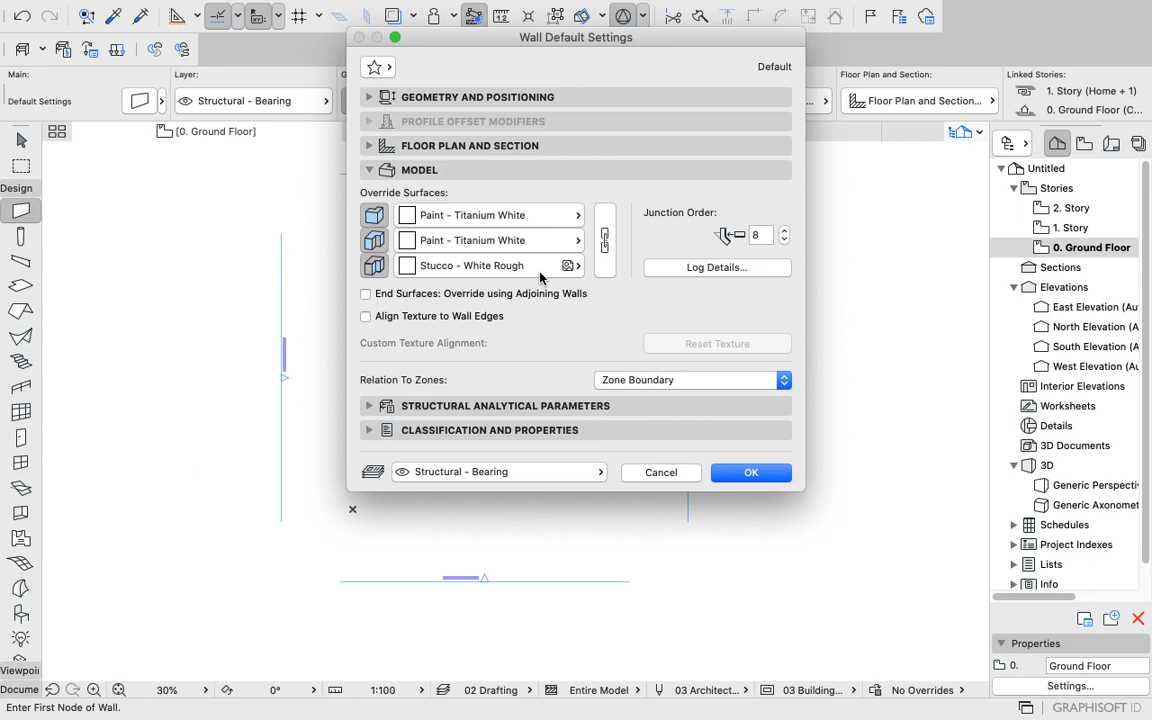 Wall Default Settings
Default
Main:
Layer:
G
Floor Plan and Section:
Linked Stories:
Default Settings
Structural - Bearing
Floor Plan and Section...
1. Story (Home + 1)
0. Ground Floor (C...
GEOMETRY AND POSITIONING
PROFILE OFFSET MODIFIERS
FLOOR PLAN AND SECTION
MODEL
Override Surfaces:
Paint - Titanium White
Paint - Titanium White
Stucco - White Rough
Junction Order:
8
Log Details...
End Surfaces: Override using Adjoining Walls
Align Texture to Wall Edges
Custom Texture Alignment:
Reset Texture
Relation To Zones:
Zone Boundary
STRUCTURAL ANALYTICAL PARAMETERS
CLASSIFICATION AND PROPERTIES
Structural - Bearing
Cancel
OK
[0. Ground Floor]
Design
Viewpoi
Docume
Untitled
Stories
2. Story
1. Story
0. Ground Floor
Sections
Elevations
East Elevation (Au
North Elevation (A
South Elevation (A
West Elevation (Au
Interior Elevations
Worksheets
Details
3D Documents
3D
Generic Perspecti
Generic Axonomet
Schedules
Project Indexes
Lists
Info
Properties
0.
Ground Floor
Settings...
30%
0°
1:100
02 Drafting
Entire Model
03 Architect...
03 Building...
No Overrides
Enter First Node of Wall.
GRAPHISOFT ID